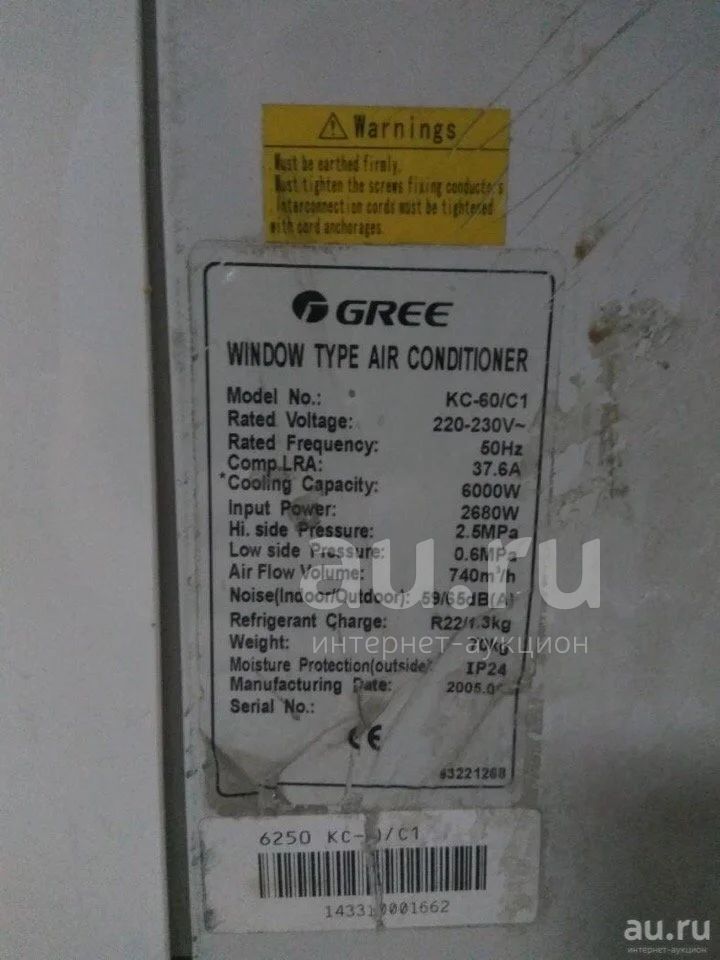 Warnings
Must be earthed firmly.
Must tighten the screws fixing conductors
Interconnection cords must be tightened
with cord anchorages.
GREE
WINDOW TYPE AIR CONDITIONER
Model No.: KC-60/C1
Rated Voltage: 220-230V~
Rated Frequency: 50Hz
Comp.LRA: 37.6A
*Cooling Capacity: 6000W
Input Power: 2680W
Hi. side Pressure: 2.5MPa
Low side Pressure: 0.6MPa
Air Flow Volume: 740m³/h
Noise(Indoor/Outdoor): 59/65dB(A)
Refrigerant Charge: R22/1.3kg
Weight:
Moisture Protection(outside) IP24
Manufacturing Date: 2005.0
Serial No.:
CE
63221268
6250 KC-
/C1
1433
0001662
au.ru
интернет-аукцион
au.ru
интернет-аукцион